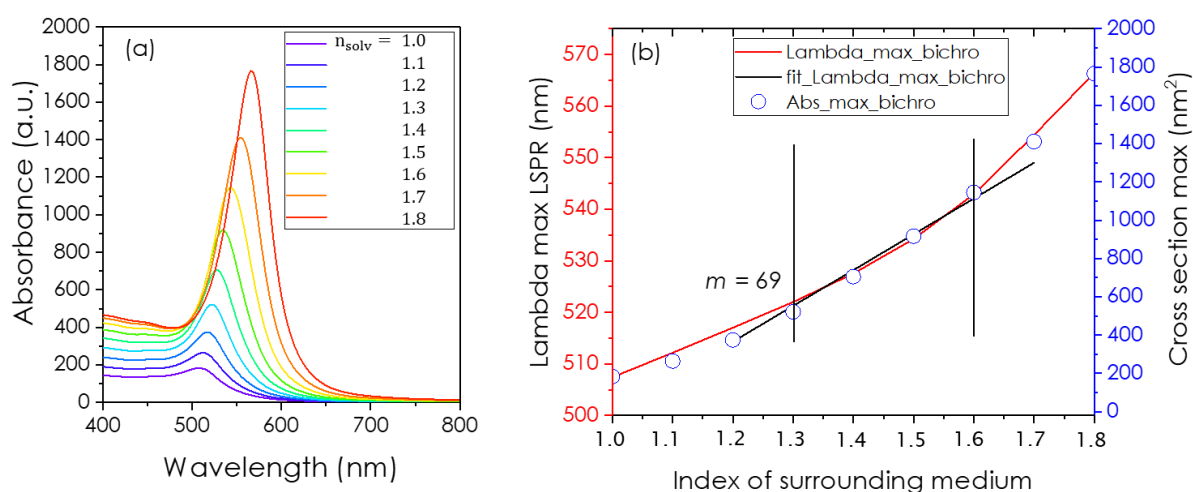 (a)
n_solv = 1.0
1.1
1.2
1.3
1.4
1.5
1.6
1.7
1.8
Absorbance (a.u.)
2000
1800
1600
1400
1200
1000
800
600
400
200
0
400 500 600 700 800
Wavelength (nm)
(b)
Lambda_max_bichro
fit_Lambda_max_bichro
Abs_max_bichro
m = 69
Lambda max LSPR (nm)
570
560
550
540
530
520
510
500
Cross section max (nm²)
2000
1800
1600
1400
1200
1000
800
600
400
200
0
1.0 1.1 1.2 1.3 1.4 1.5 1.6 1.7 1.8
Index of surrounding medium